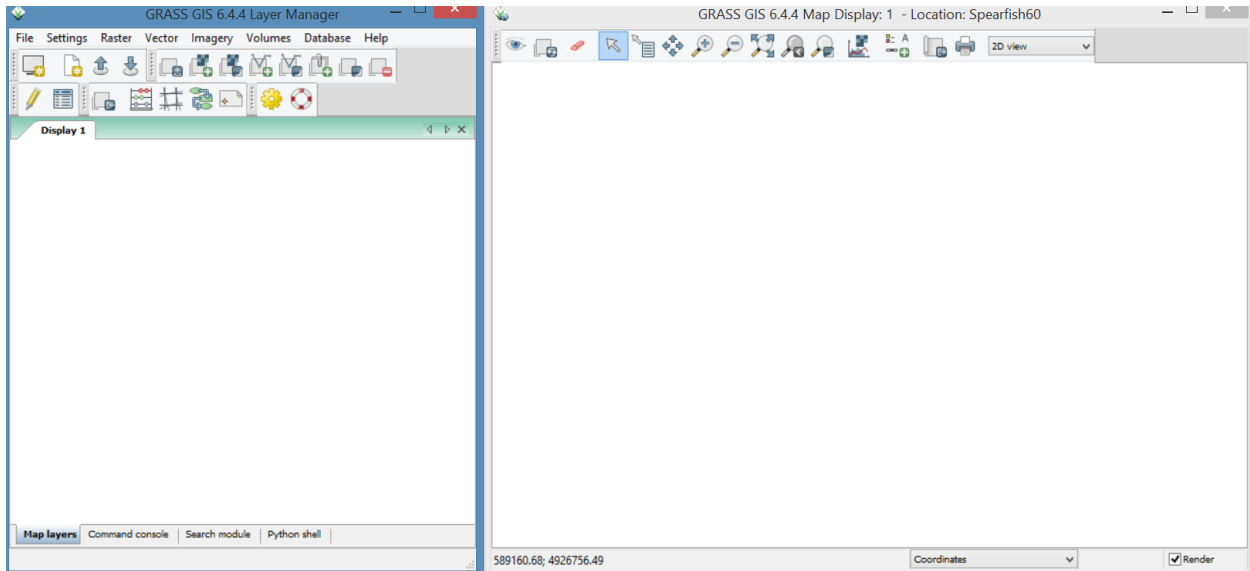 GRASS GIS 6.4.4 Layer Manager
File Settings Raster Vector Imagery Volumes Database Help
Display 1
Map layers Command console Search module Python shell
GRASS GIS 6.4.4 Map Display: 1 - Location: Spearfish60
2D view
589160.68; 4926756.49
Coordinates
Render